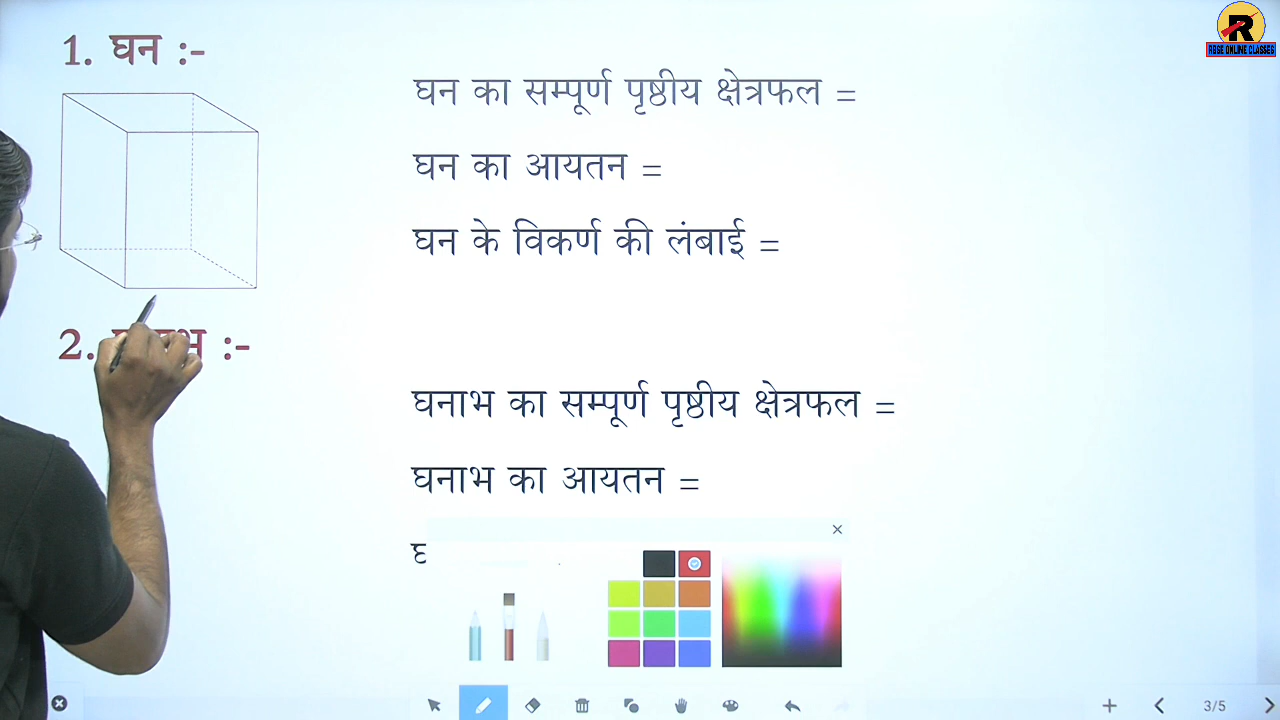 1. घन :-
घन का सम्पूर्ण पृष्ठीय क्षेत्रफल =
घन का आयतन =
घन के विकर्ण की लंबाई =
2. :-
घनाभ का सम्पूर्ण पृष्ठीय क्षेत्रफल =
घनाभ का आयतन =
R
RBSE ONLINE CLASSES
3/5